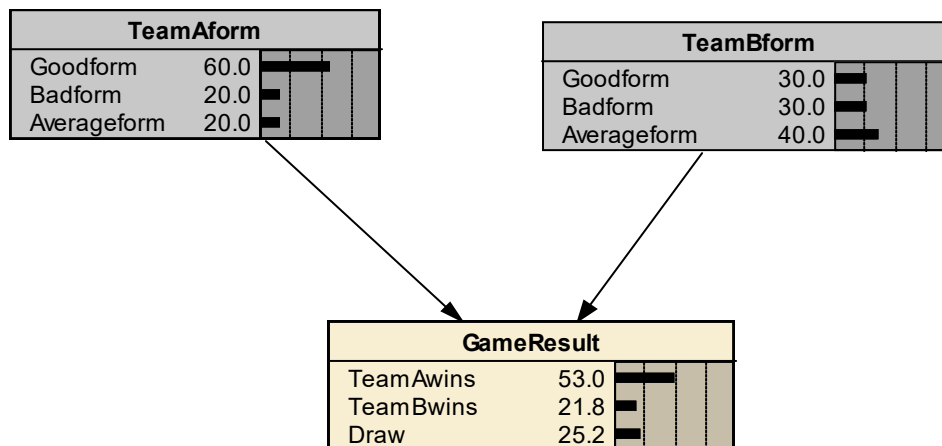 TeamAform
Goodform 60.0
Badform 20.0
Averageform 20.0
TeamBform
Goodform 30.0
Badform 30.0
Averageform 40.0
GameResult
TeamAwins 53.0
TeamBwins 21.8
Draw 25.2